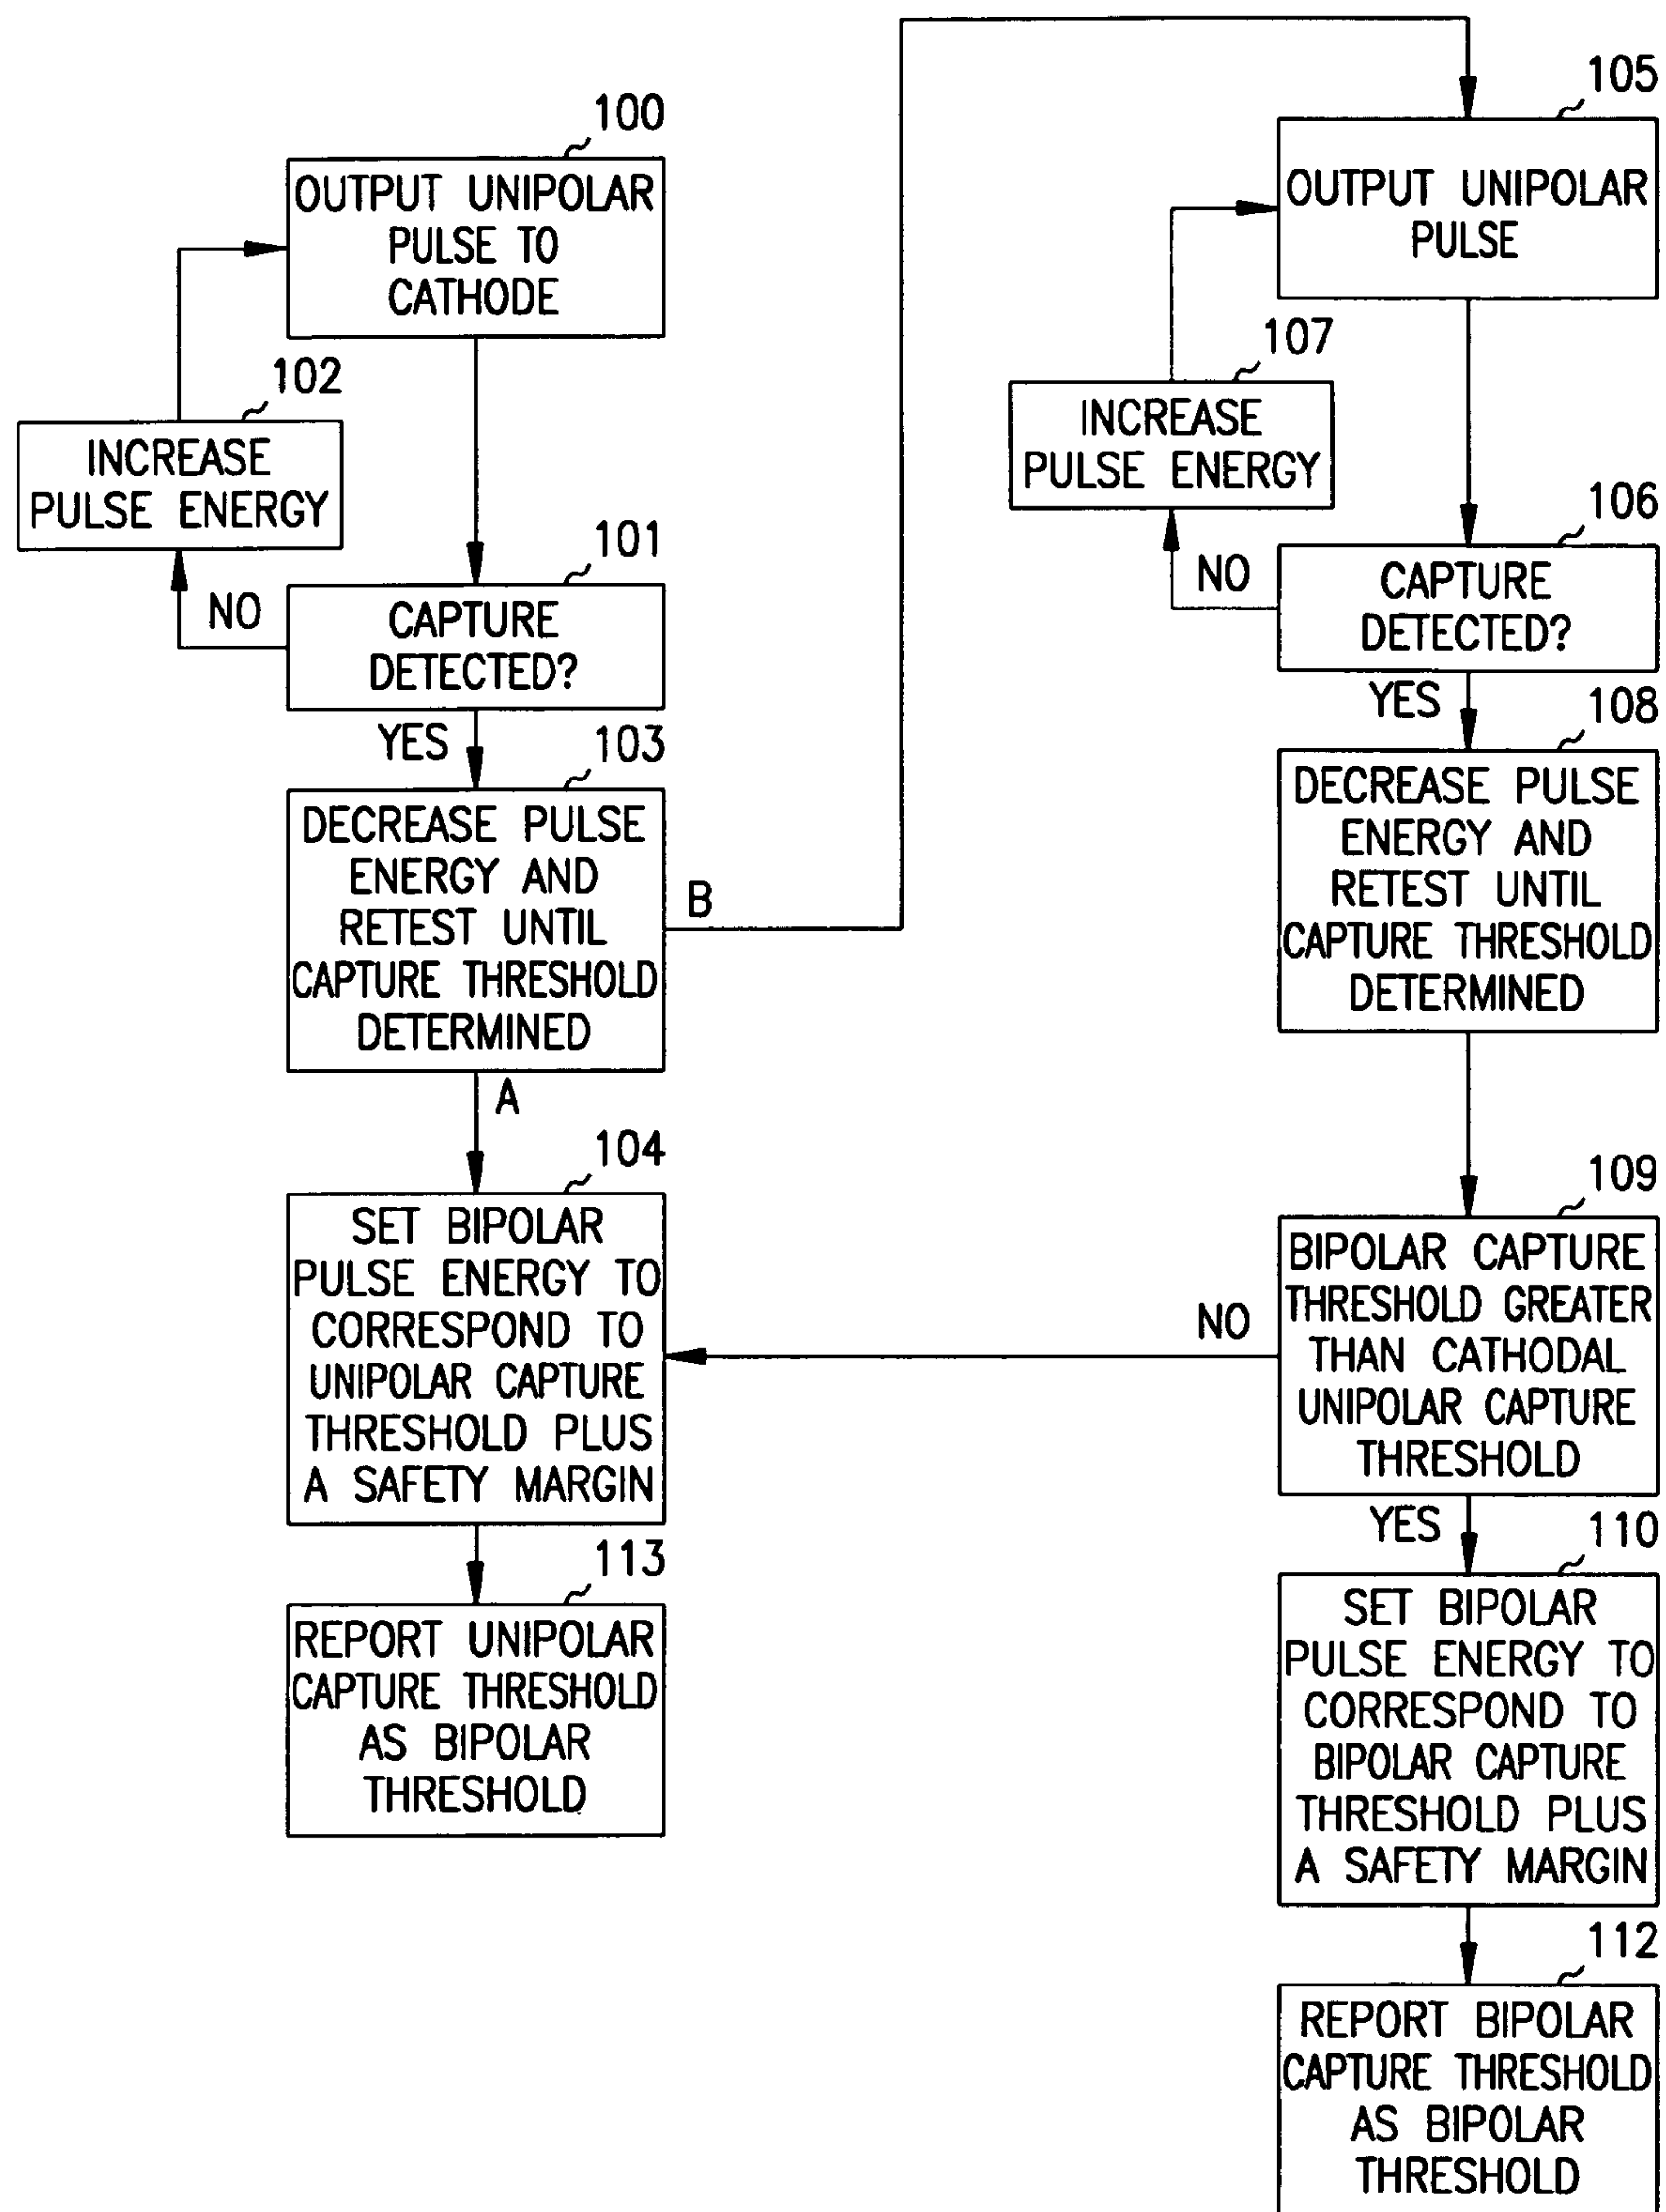 100
OUTPUT UNIPOLAR
PULSE TO
CATHODE
102
INCREASE
PULSE ENERGY
101
NO
CAPTURE
DETECTED?
YES
103
DECREASE PULSE
ENERGY AND
RETEST UNTIL
CAPTURE THRESHOLD
DETERMINED
B
A
104
SET BIPOLAR
PULSE ENERGY TO
CORRESPOND TO
UNIPOLAR CAPTURE
THRESHOLD PLUS
A SAFETY MARGIN
113
REPORT UNIPOLAR
CAPTURE THRESHOLD
AS BIPOLAR
THRESHOLD
105
OUTPUT UNIPOLAR
PULSE
107
INCREASE
PULSE ENERGY
106
NO
CAPTURE
DETECTED?
YES
108
DECREASE PULSE
ENERGY AND
RETEST UNTIL
CAPTURE THRESHOLD
DETERMINED
109
BIPOLAR CAPTURE
THRESHOLD GREATER
THAN CATHODAL
UNIPOLAR CAPTURE
THRESHOLD
NO
YES
110
SET BIPOLAR
PULSE ENERGY TO
CORRESPOND TO
BIPOLAR CAPTURE
THRESHOLD PLUS
A SAFETY MARGIN
112
REPORT BIPOLAR
CAPTURE THRESHOLD
AS BIPOLAR
THRESHOLD